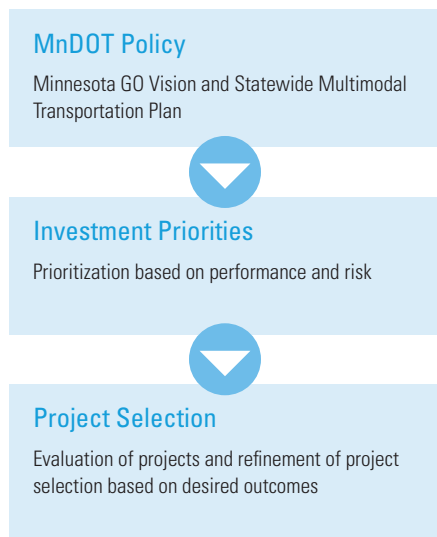 MnDOT Policy
Minnesota GO Vision and Statewide Multimodal
Transportation Plan
Investment Priorities
Prioritization based on performance and risk
Project Selection
Evaluation of projects and refinement of project
selection based on desired outcomes